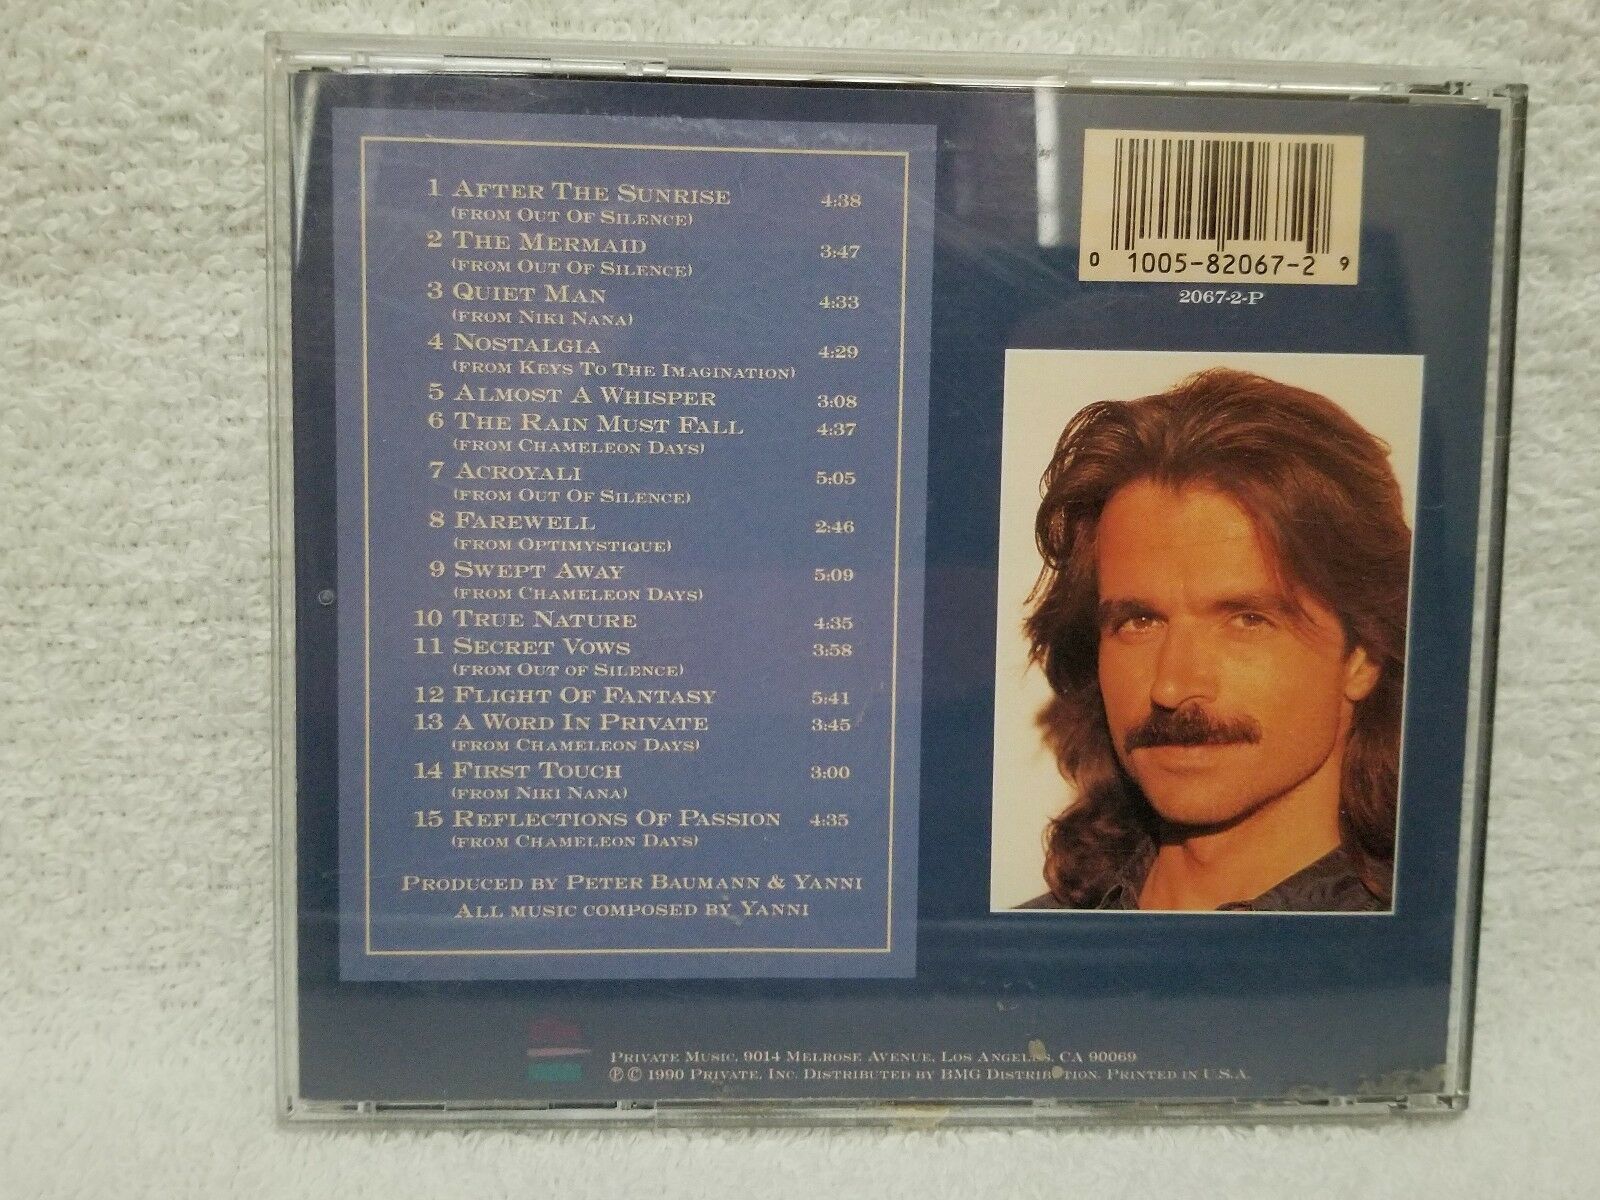 1 AFTER THE SUNRISE 4:38
(FROM OUT OF SILENCE)
2 THE MERMAID 3:47
(FROM OUT OF SILENCE)
3 QUIET MAN 4:33
(FROM NIKI NANA)
4 NOSTALGIA 4:29
(FROM KEYS TO THE IMAGINATION)
5 ALMOST A WHISPER 3:08
6 THE RAIN MUST FALL 4:37
(FROM CHAMELEON DAYS)
7 ACROYALI 5:05
(FROM OUT OF SILENCE)
8 FAREWELL 2:46
(FROM OPTIMYSTIQUE)
9 SWEPT AWAY 5:09
(FROM CHAMELEON DAYS)
10 TRUE NATURE 4:35
11 SECRET VOWS 3:58
(FROM OUT OF SILENCE)
12 FLIGHT OF FANTASY 5:41
13 A WORD IN PRIVATE 3:45
(FROM CHAMELEON DAYS)
14 FIRST TOUCH 3:00
(FROM NIKI NANA)
15 REFLECTIONS OF PASSION 4:35
(FROM CHAMELEON DAYS)
PRODUCED BY PETER BAUMANN & YANNI
ALL MUSIC COMPOSED BY YANNI
0 1005-82067-2 9
2067-2-P
PRIVATE MUSIC, 9014 MELROSE AVENUE, LOS ANGELES, CA 90069
℗ © 1990 PRIVATE, INC. DISTRIBUTED BY BMG DISTRIBUTION. PRINTED IN U.S.A.